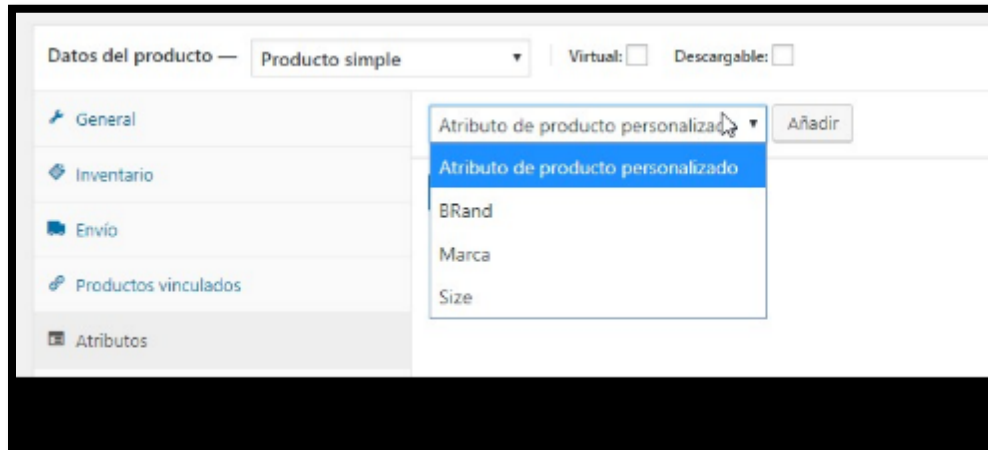 Datos del producto — Producto simple Virtual: Descargable:
General
Atributo de producto personalizado Añadir
Atributo de producto personalizado
Inventario
BRand
Envío
Marca
Productos vinculados
Size
Atributos